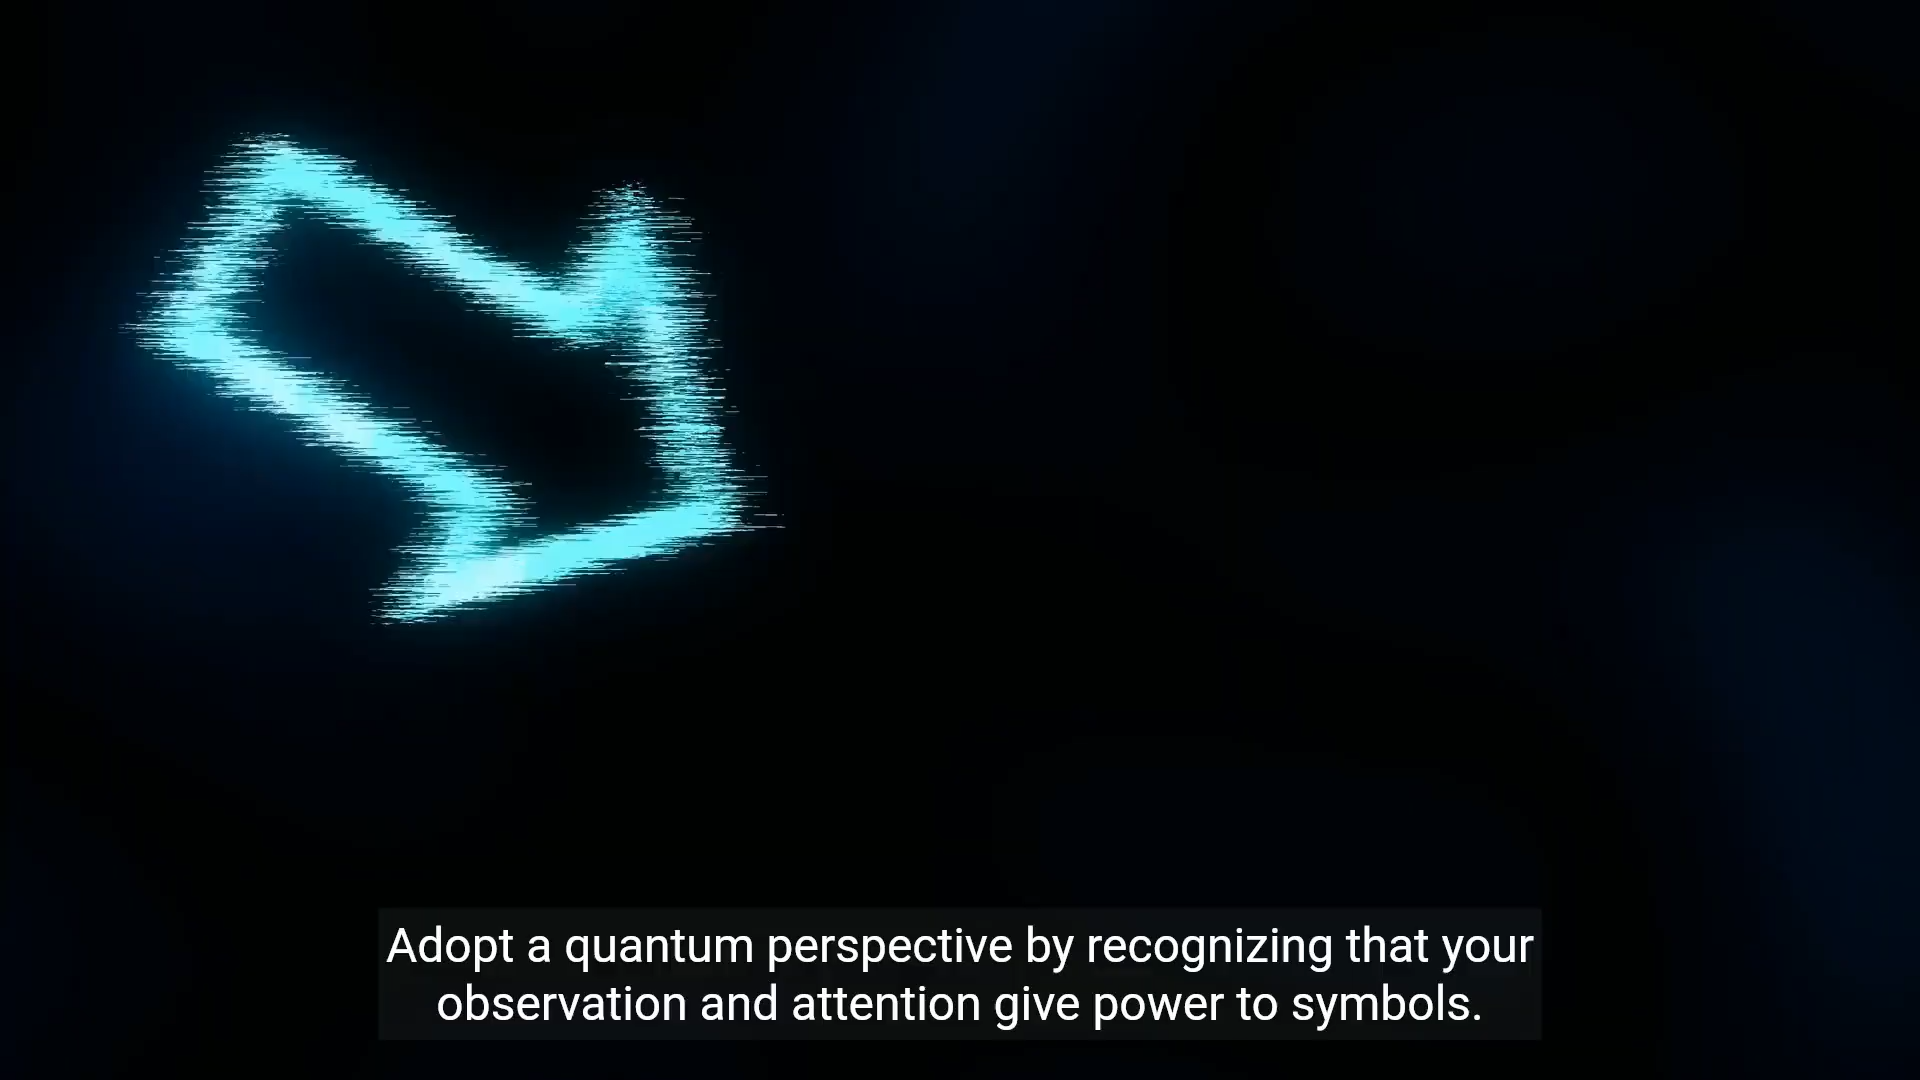 Adopt a quantum perspective by recognizing that your
observation and attention give power to symbols.